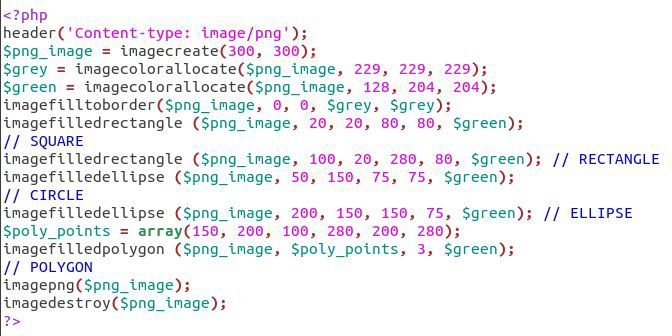 <?php
header('Content-type: image/png');
$png_image = imagecreate(300, 300);
$grey = imagecolorallocate($png_image, 229, 229, 229);
$green = imagecolorallocate($png_image, 128, 204, 204);
imagefilltoborder($png_image, 0, 0, $grey, $grey);
imagefilledrectangle ($png_image, 20, 20, 80, 80, $green);
// SQUARE
imagefilledrectangle ($png_image, 100, 20, 280, 80, $green); // RECTANGLE
imagefilledellipse ($png_image, 50, 150, 75, 75, $green);
// CIRCLE
imagefilledellipse ($png_image, 200, 150, 150, 75, $green); // ELLIPSE
$poly_points = array(150, 200, 100, 280, 200, 280);
imagefilledpolygon ($png_image, $poly_points, 3, $green);
// POLYGON
imagepng($png_image);
imagedestroy($png_image);
?>